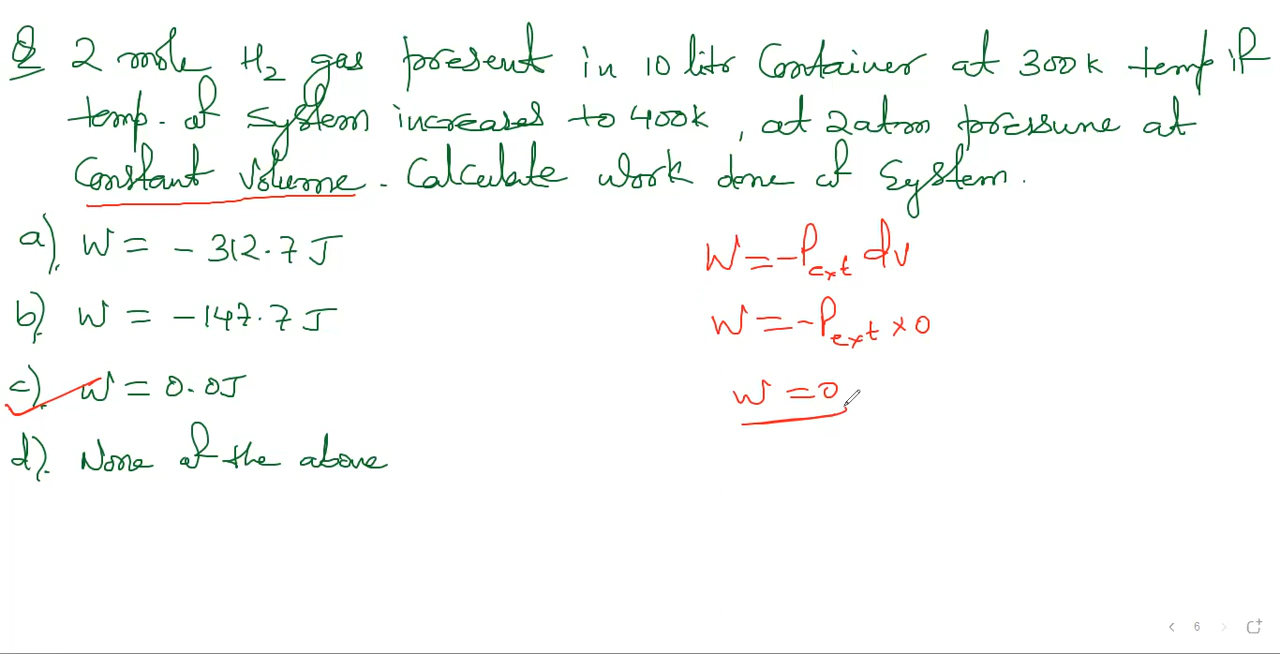 Q 2 mole H₂ gas present in 10 litr Container at 300k temp if
temp. of system increases to 400k, at 2atm pressure at
Constant Volume. Calculate work done of System.
a). W = - 312.7 J
b). W = -147.7 J
c). W = 0.0J
d). None of the above
W = -Pext dv
W = -Pext × 0
W = 0
6